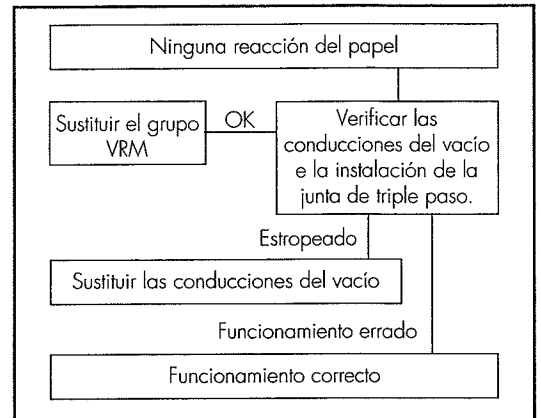 Ninguna reacción del papel
Sustituir el grupo
VRM
OK
Verificar las
conducciones del vacío
e la instalación de la
junta de triple paso.
Estropeado
Sustituir las conducciones del vacío
Funcionamiento errado
Funcionamiento correcto